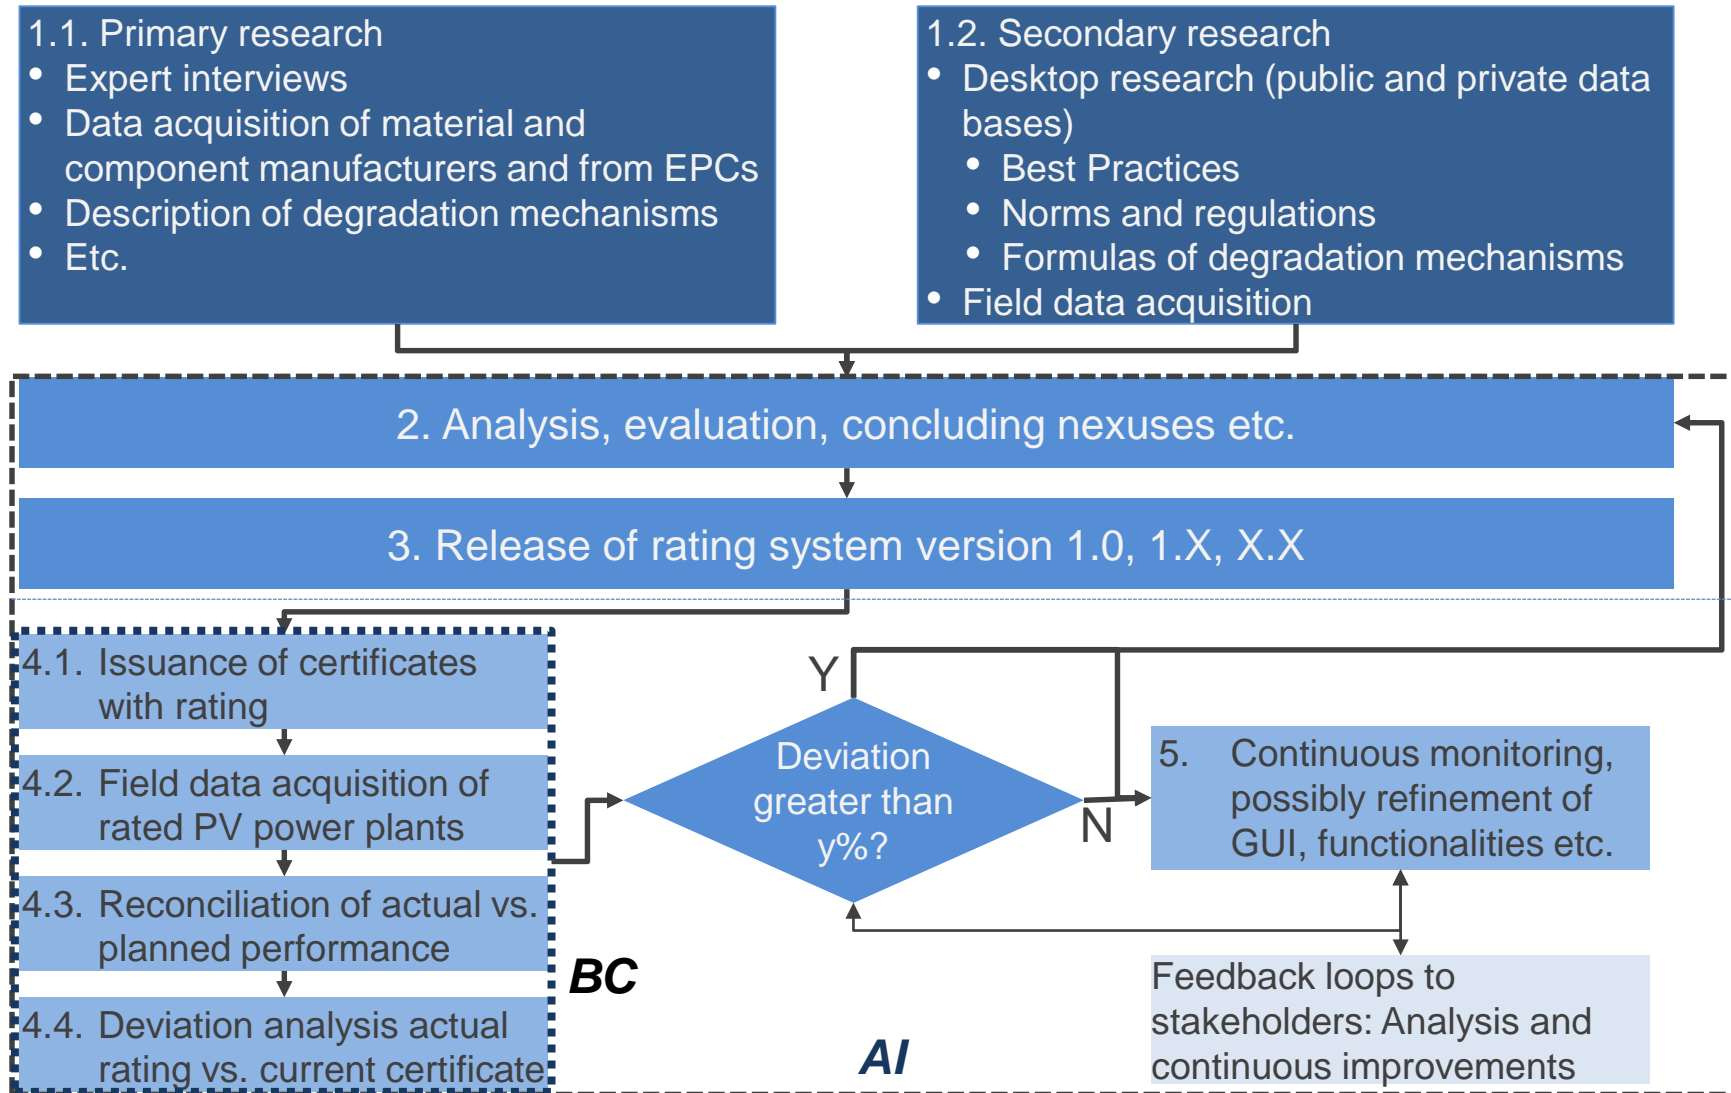 1.1. Primary research
• Expert interviews
• Data acquisition of material and
component manufacturers and from EPCs
• Description of degradation mechanisms
• Etc.
1.2. Secondary research
• Desktop research (public and private data
bases)
• Best Practices
• Norms and regulations
• Formulas of degradation mechanisms
• Field data acquisition
2. Analysis, evaluation, concluding nexuses etc.
3. Release of rating system version 1.0, 1.X, X.X
4.1. Issuance of certificates
with rating
4.2. Field data acquisition of
rated PV power plants
4.3. Reconciliation of actual vs.
planned performance
4.4. Deviation analysis actual
rating vs. current certificate
BC
Y
Deviation
greater than
y%?
N
5. Continuous monitoring,
possibly refinement of
GUI, functionalities etc.
Feedback loops to
stakeholders: Analysis and
continuous improvements
AI